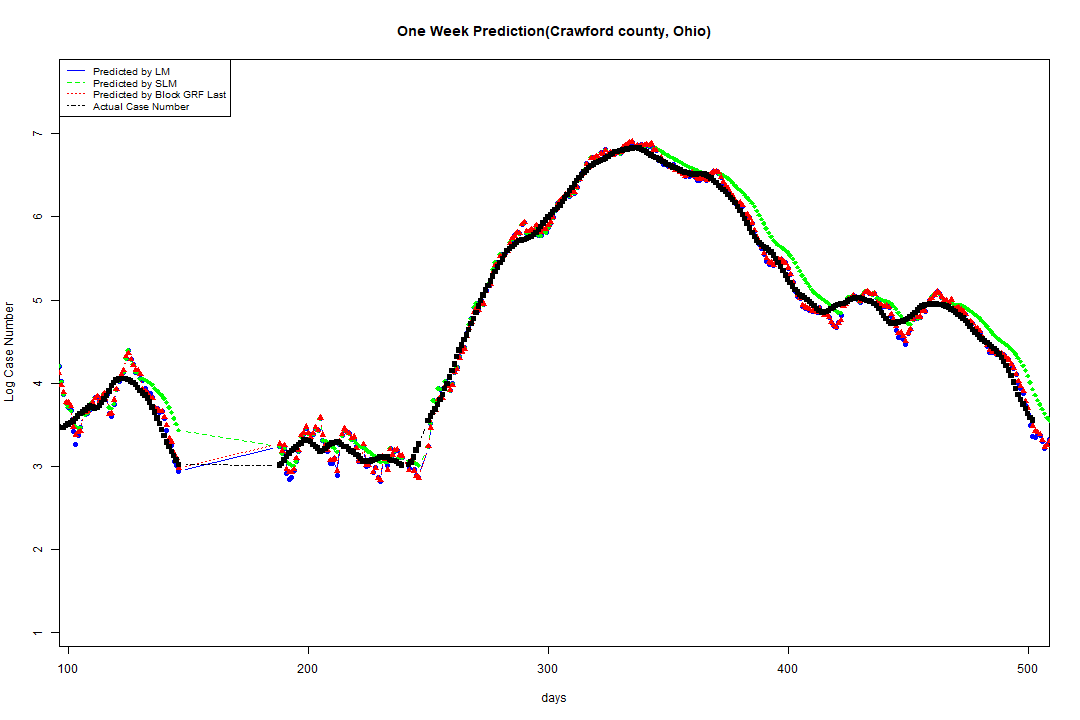 One Week Prediction(Crawford county, Ohio)
Predicted by LM
Predicted by SLM
Predicted by Block GRF Last
Actual Case Number
Log Case Number
7
6
5
4
3
2
1
100 200 300 400 500
days